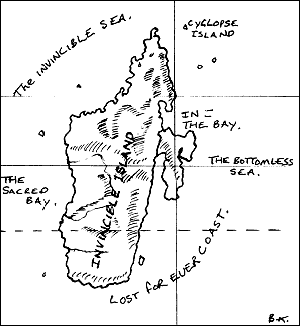 The INVINCIBLE SEA.
CYGLOPSE
ISLAND
IN =
THE BAY.
THE BOTTOMLESS
SEA.
THE
SACRED
BAY.
INVINCIBLE ISLAND
LOST FOR EVER COAST.
B.K.